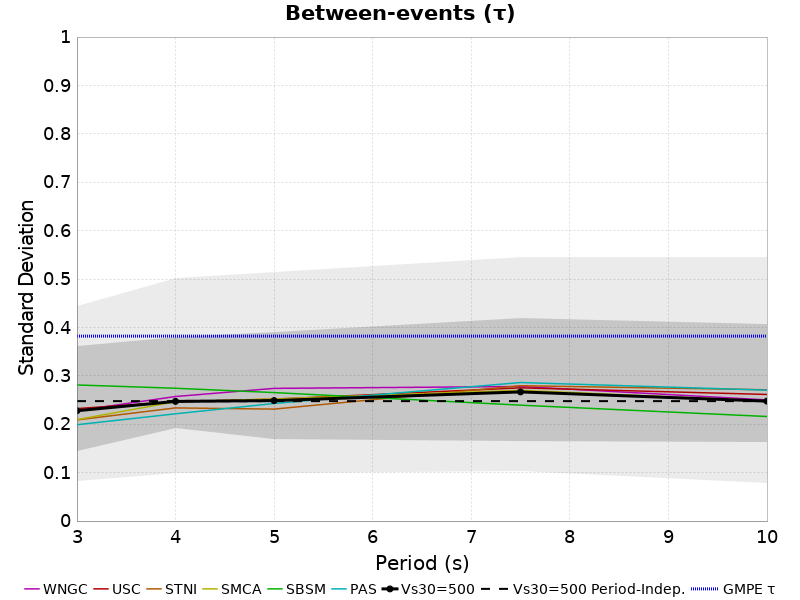 Between-events (τ)
1
0.9
0.8
0.7
0.6
0.5
0.4
0.3
0.2
0.1
0
Standard Deviation
3 4 5 6 7 8 9 10
Period (s)
WNGC USC STNI SMCA SBSM PAS Vs30=500 Vs30=500 Period-Indep. GMPE τ